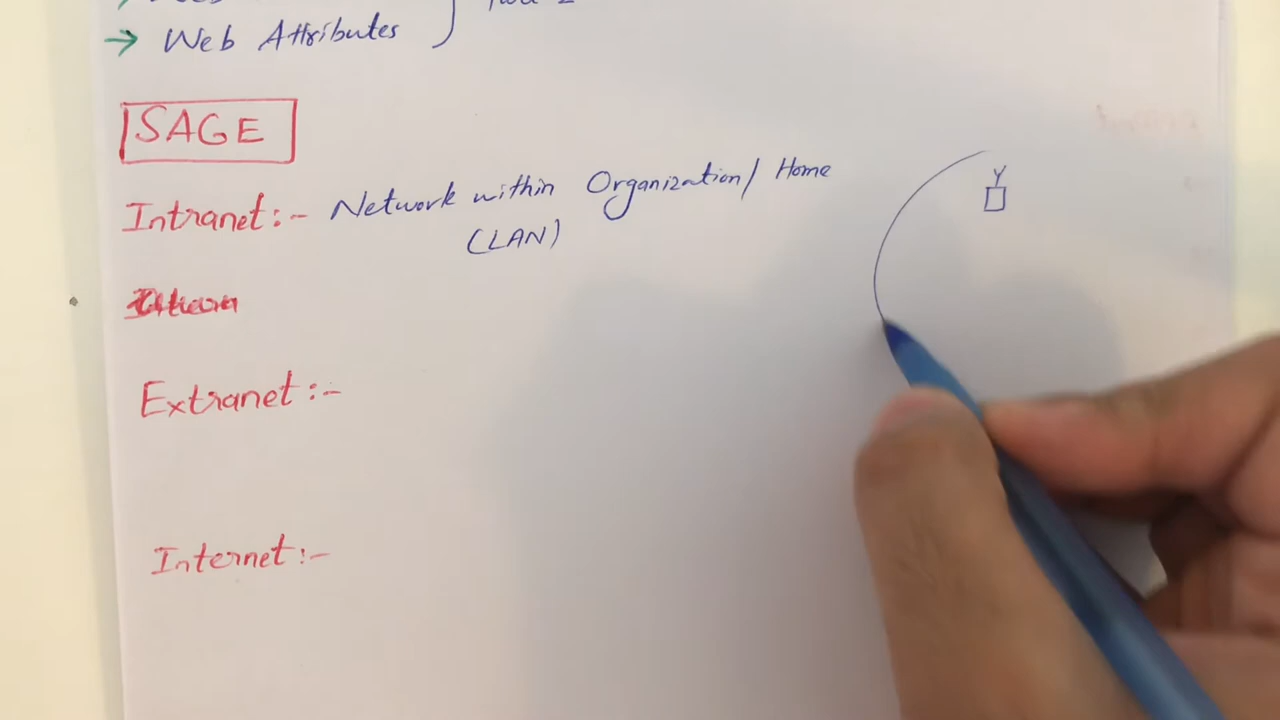 → Web Attributes
SAGE
Intranet:- Network within Organization/ Home
(LAN)
Extranet:-
Internet:-